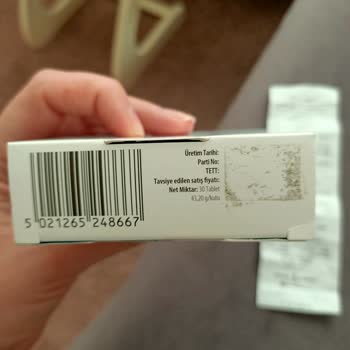 Üretim Tarihi:
Parti No:
TETT:
Tavsiye edilen satış fiyatı:
Net Miktar: 30 Tablet
43,20 g/kutu
5 021265 248667